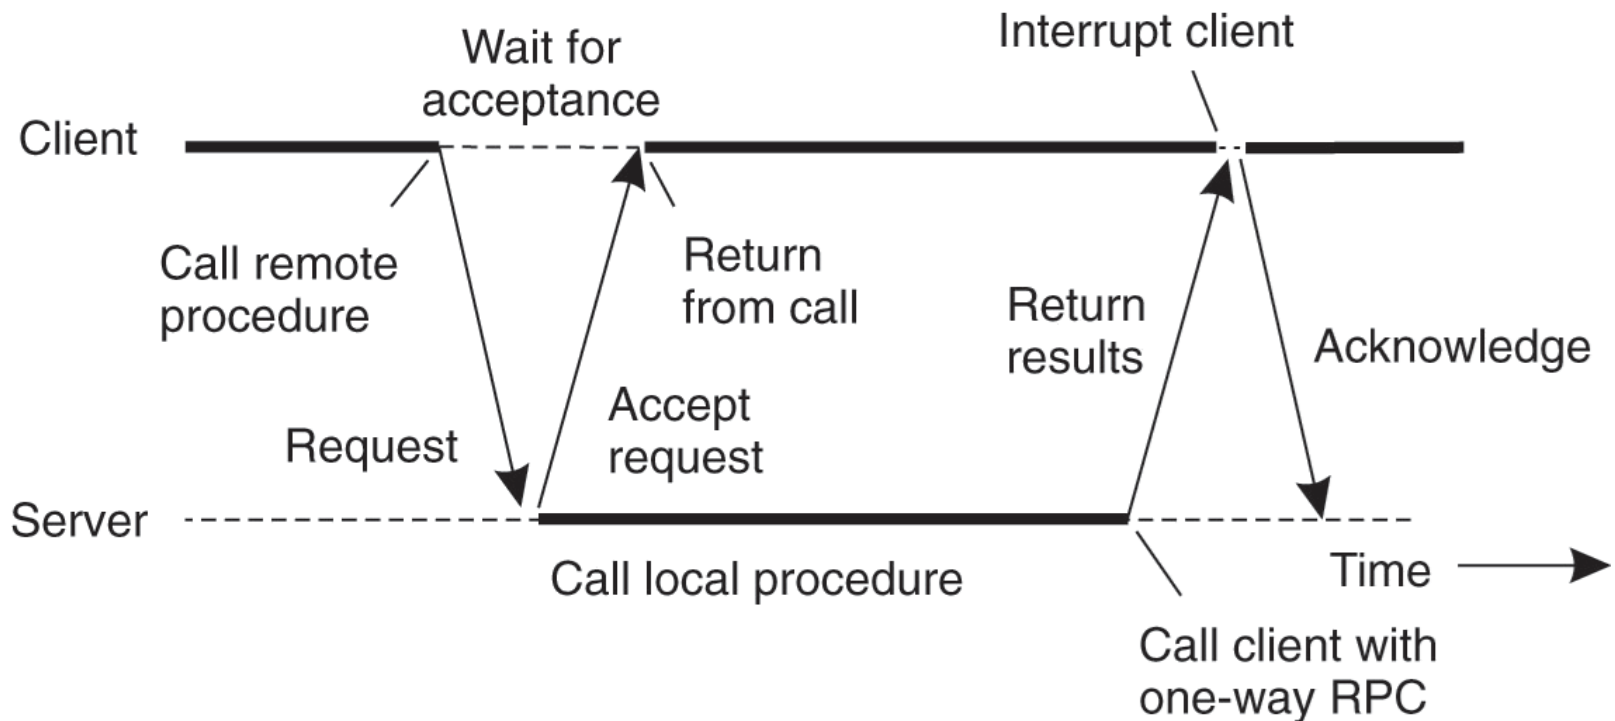 Wait for
acceptance
Interrupt client
Client
Call remote
procedure
Return
from call
Return
results
Acknowledge
Accept
request
Request
Server
Call local procedure
Time
Call client with
one-way RPC